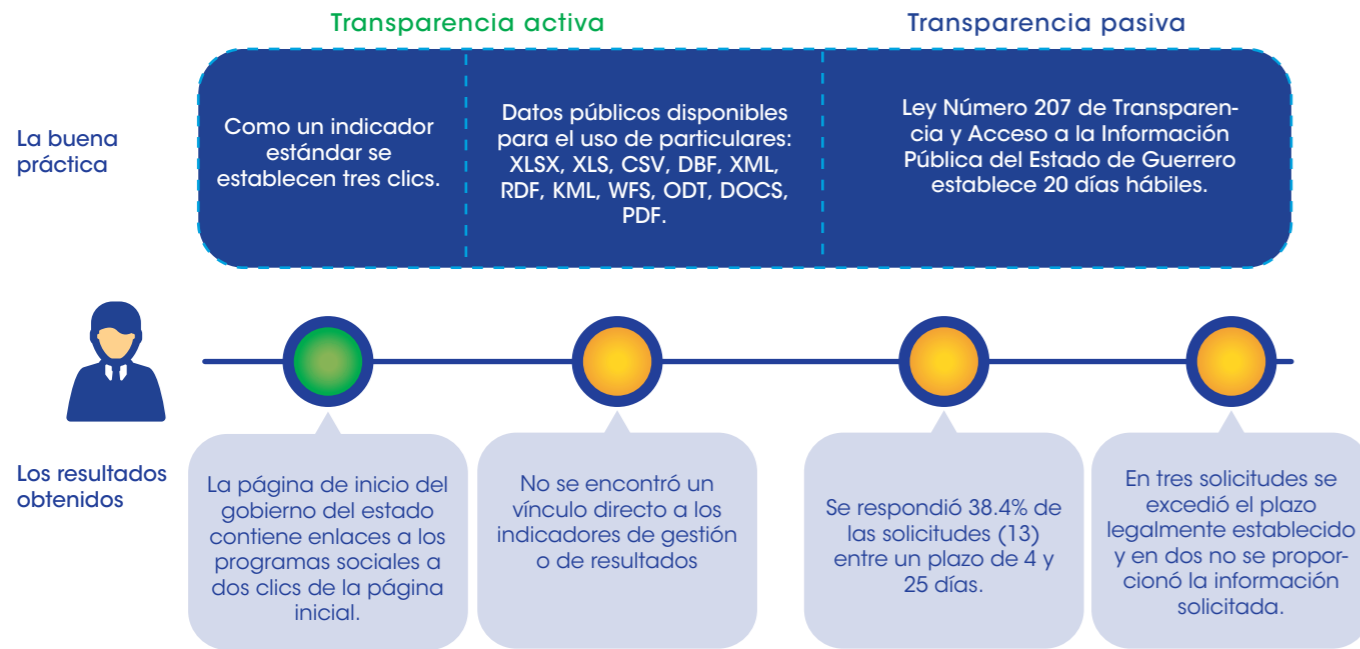 Transparencia activa
Transparencia pasiva
La buena
práctica
Como un indicador
estándar se
establecen tres clics.
Datos públicos disponibles
para el uso de particulares:
XLSX, XLS, CSV, DBF, XML,
RDF, KML, WFS, ODT, DOCS,
PDF.
Ley Número 207 de Transparen-
cia y Acceso a la Información
Pública del Estado de Guerrero
establece 20 días hábiles.
Los resultados
obtenidos
La página de inicio del
gobierno del estado
contiene enlaces a los
programas sociales a
dos clics de la página
inicial.
No se encontró un
vínculo directo a los
indicadores de gestión
o de resultados
Se respondió 38.4% de
las solicitudes (13)
entre un plazo de 4 y
25 días.
En tres solicitudes se
excedió el plazo
legalmente establecido
y en dos no se propor-
cionó la información
solicitada.